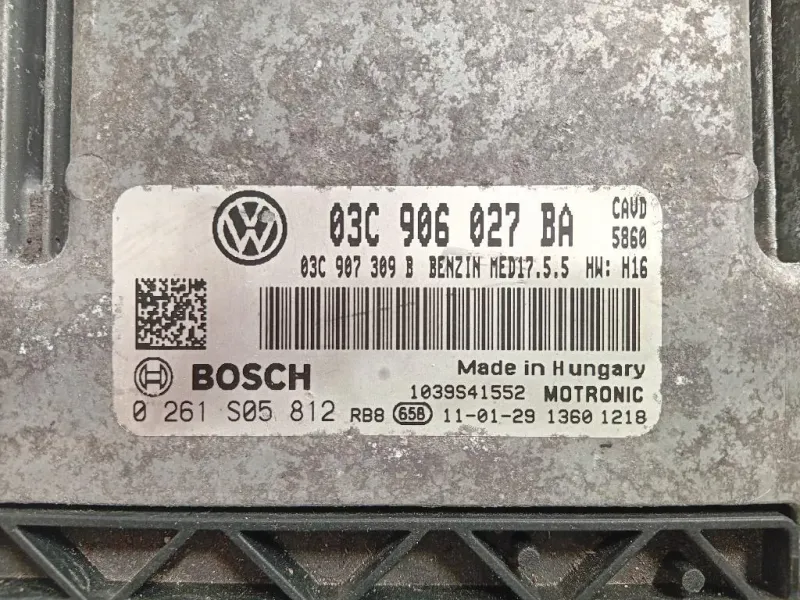 VW
03C 906 027 BA
CAVD
5860
03C 907 309 B BENZIN MED17.5.5 HW: H16
Made in Hungary
BOSCH
1039S41552 MOTRONIC
0 261 S05 812 RB8 658 11-01-29 1360 1218